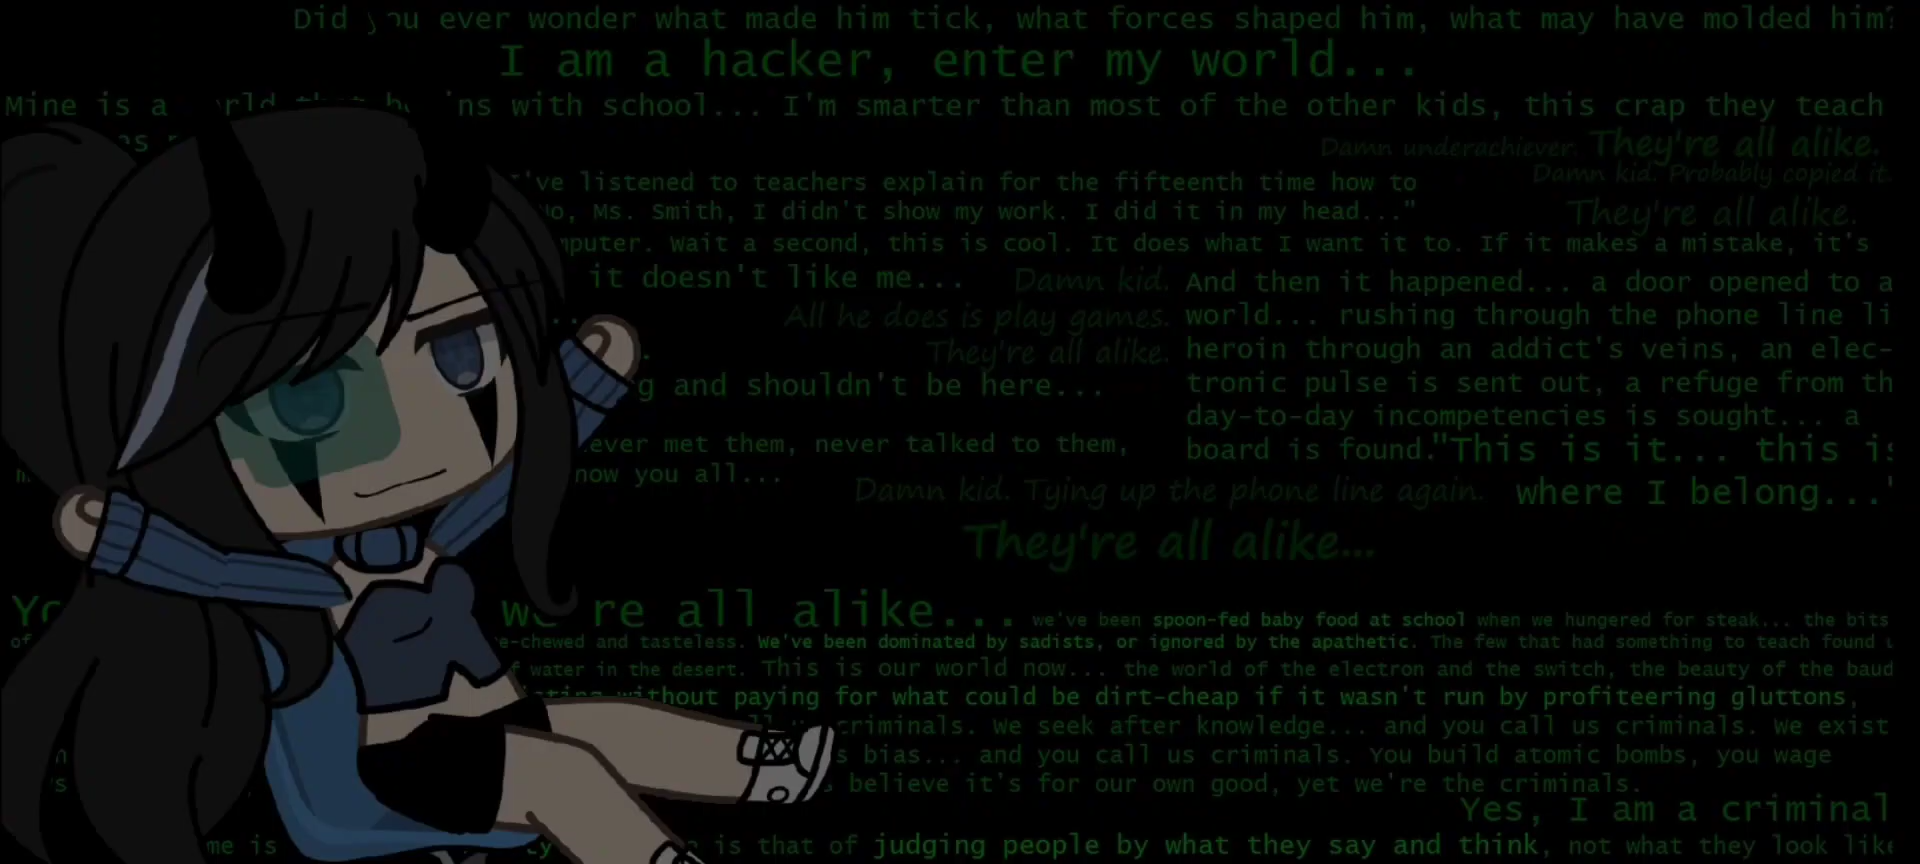 Did you ever wonder what made him tick, what forces shaped him, what may have molded him?
I am a hacker, enter my world...
Mine is a world that begins with school... I'm smarter than most of the other kids, this crap they teach
Damn underachiever. They're all alike.
I've listened to teachers explain for the fifteenth time how to
Damn kid. Probably copied it.
No, Ms. Smith, I didn't show my work. I did it in my head..."
They're all alike.
mputer. Wait a second, this is cool. It does what I want it to. If it makes a mistake, it's
it doesn't like me...
Damn kid.
All he does is play games.
They're all alike.
g and shouldn't be here...
And then it happened... a door opened to a
world... rushing through the phone line li
heroin through an addict's veins, an elec-
tronic pulse is sent out, a refuge from th
day-to-day incompetencies is sought... a
board is found."This is it... this is
where I belong..."
ever met them, never talked to them,
now you all...
Damn kid. Tying up the phone line again.
They're all alike...
we're all alike... we've been spoon-fed baby food at school when we hungered for steak... the bits
of e-chewed and tasteless. We've been dominated by sadists, or ignored by the apathetic. The few that had something to teach found u
f water in the desert. This is our world now... the world of the electron and the switch, the beauty of the baud
sting without paying for what could be dirt-cheap if it wasn't run by profiteering gluttons,
criminals. We seek after knowledge... and you call us criminals. We exist
s bias... and you call us criminals. You build atomic bombs, you wage
believe it's for our own good, yet we're the criminals.
Yes, I am a criminal
me is is that of judging people by what they say and think, not what they look like